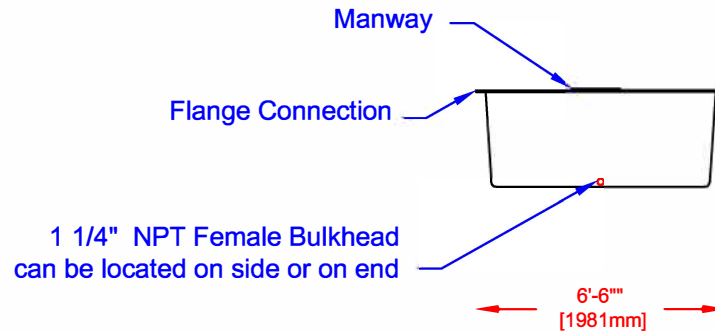 Manway
Flange Connection
1 1/4" NPT Female Bulkhead
can be located on side or on end
6'-6""
[1981mm]